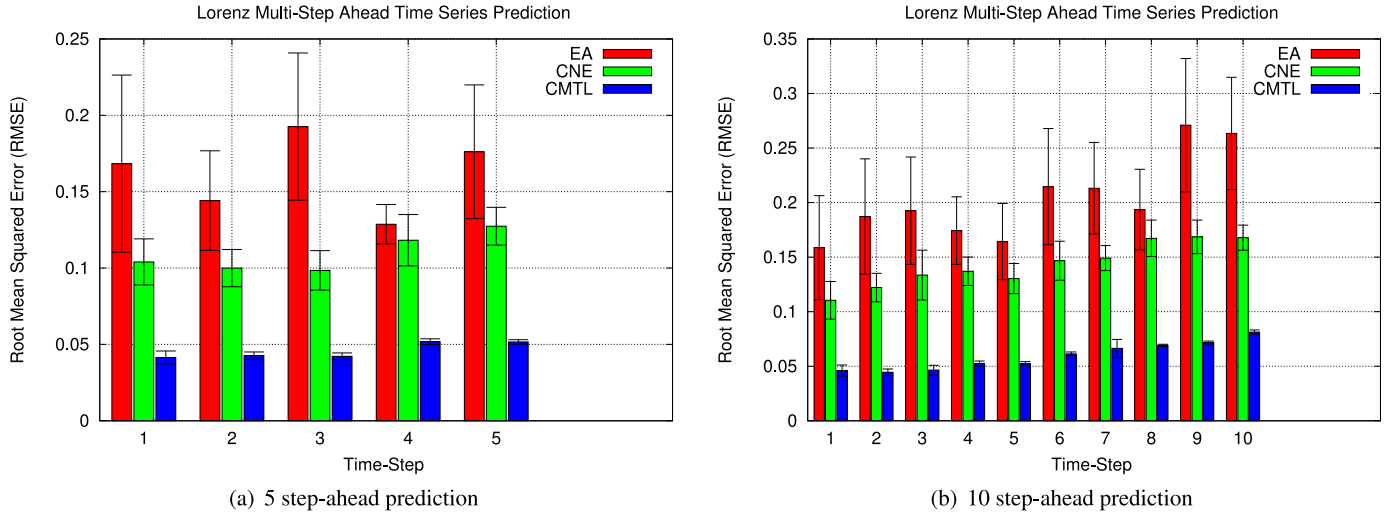 Lorenz Multi-Step Ahead Time Series Prediction
0.25
0.2
0.15
0.1
0.05
0
Root Mean Squared Error (RMSE)
EA
CNE
CMTL
1 2 3 4 5
Time-Step
(a) 5 step-ahead prediction
Lorenz Multi-Step Ahead Time Series Prediction
0.35
0.3
0.25
0.2
0.15
0.1
0.05
0
Root Mean Squared Error (RMSE)
EA
CNE
CMTL
1 2 3 4 5 6 7 8 9 10
Time-Step
(b) 10 step-ahead prediction